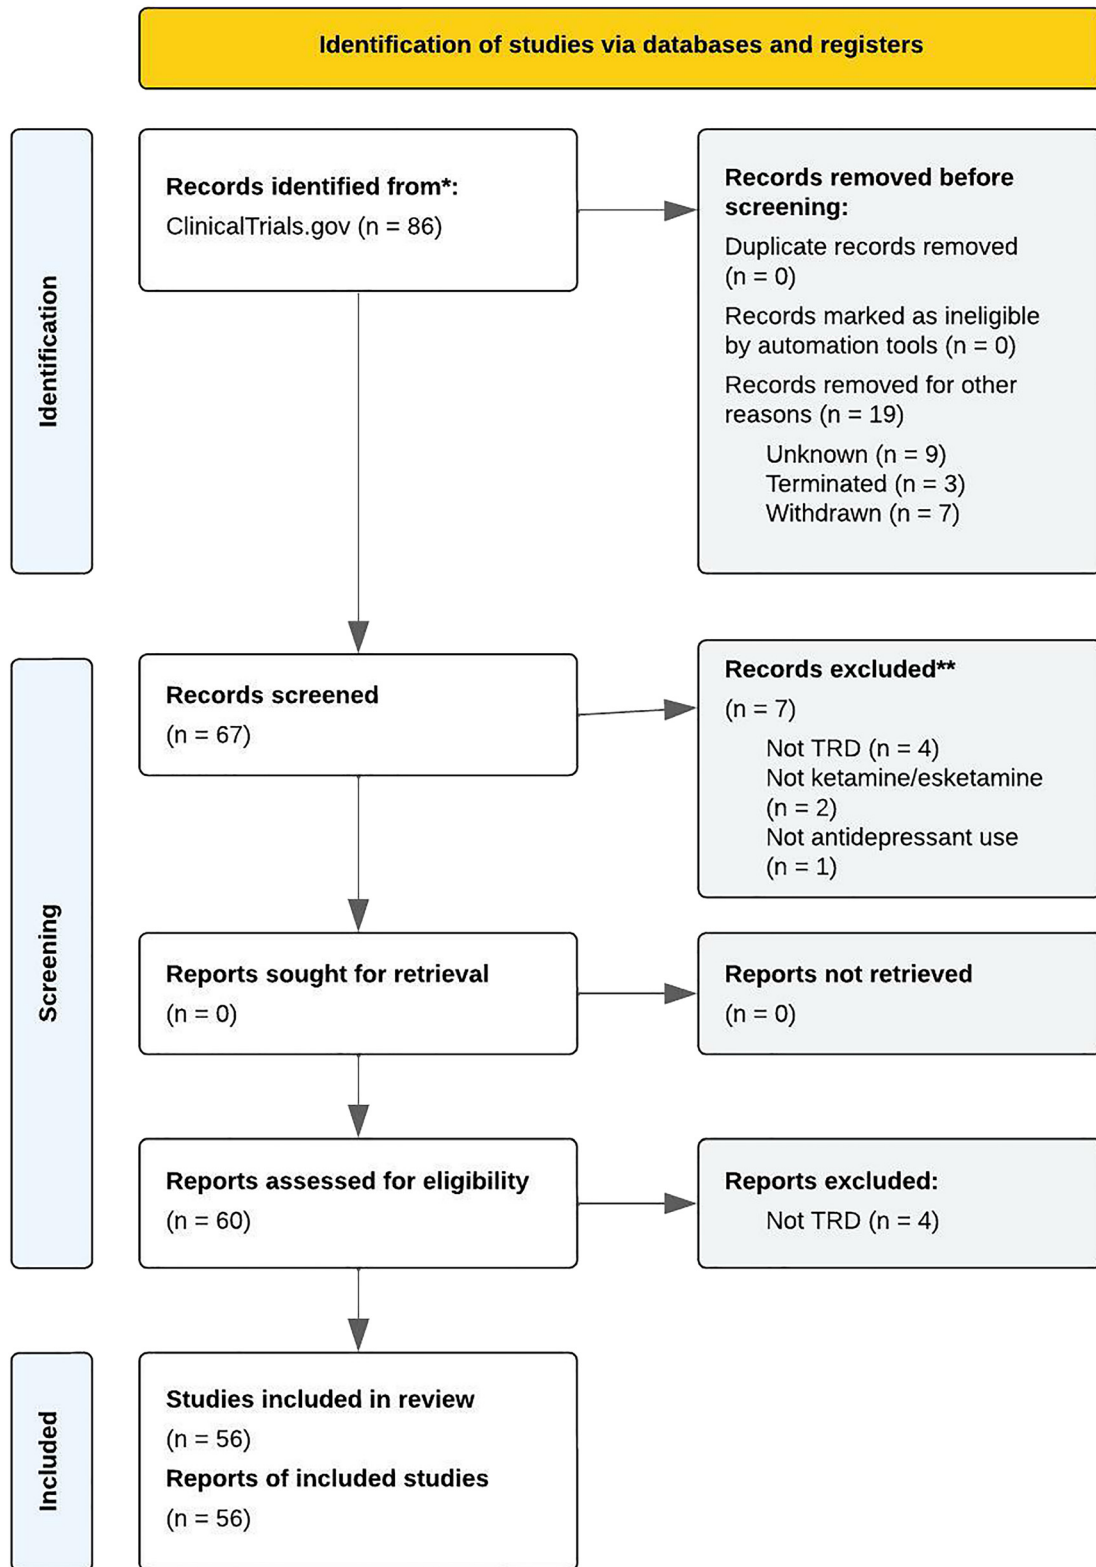 Identification of studies via databases and registers
Identification
Records identified from*:
ClinicalTrials.gov (n = 86)
Records removed before
screening:
Duplicate records removed
(n = 0)
Records marked as ineligible
by automation tools (n = 0)
Records removed for other
reasons (n = 19)
Unknown (n = 9)
Terminated (n = 3)
Withdrawn (n = 7)
Screening
Records screened
(n = 67)
Records excluded**
(n = 7)
Not TRD (n = 4)
Not ketamine/esketamine
(n = 2)
Not antidepressant use
(n = 1)
Reports sought for retrieval
(n = 0)
Reports not retrieved
(n = 0)
Reports assessed for eligibility
(n = 60)
Reports excluded:
Not TRD (n = 4)
Included
Studies included in review
(n = 56)
Reports of included studies
(n = 56)